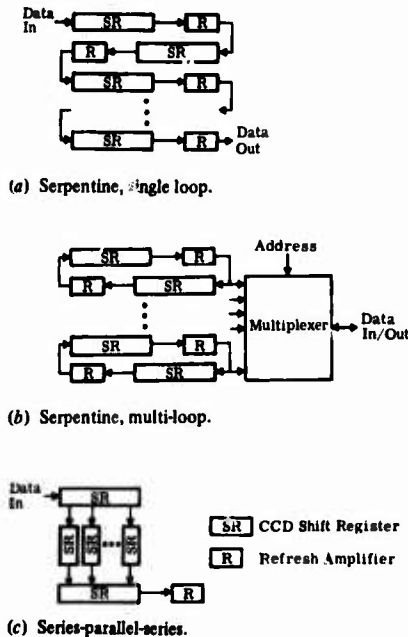 Data
In
SR
R
R
SR
SR
R
SR
R
Data
Out
(a) Serpentine, single loop.
SR
R
R
SR
SR
R
R
SR
Address
Multiplexer
Data
In/Out
(b) Serpentine, multi-loop.
Data
In
SR
SR
SR
SR
SR
R
SR CCD Shift Register
R Refresh Amplifier
(c) Series-parallel-series.